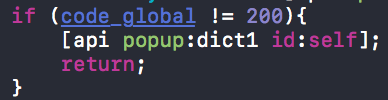 if (code_global != 200){
    [api popup:dict1 id:self];
    return;
}